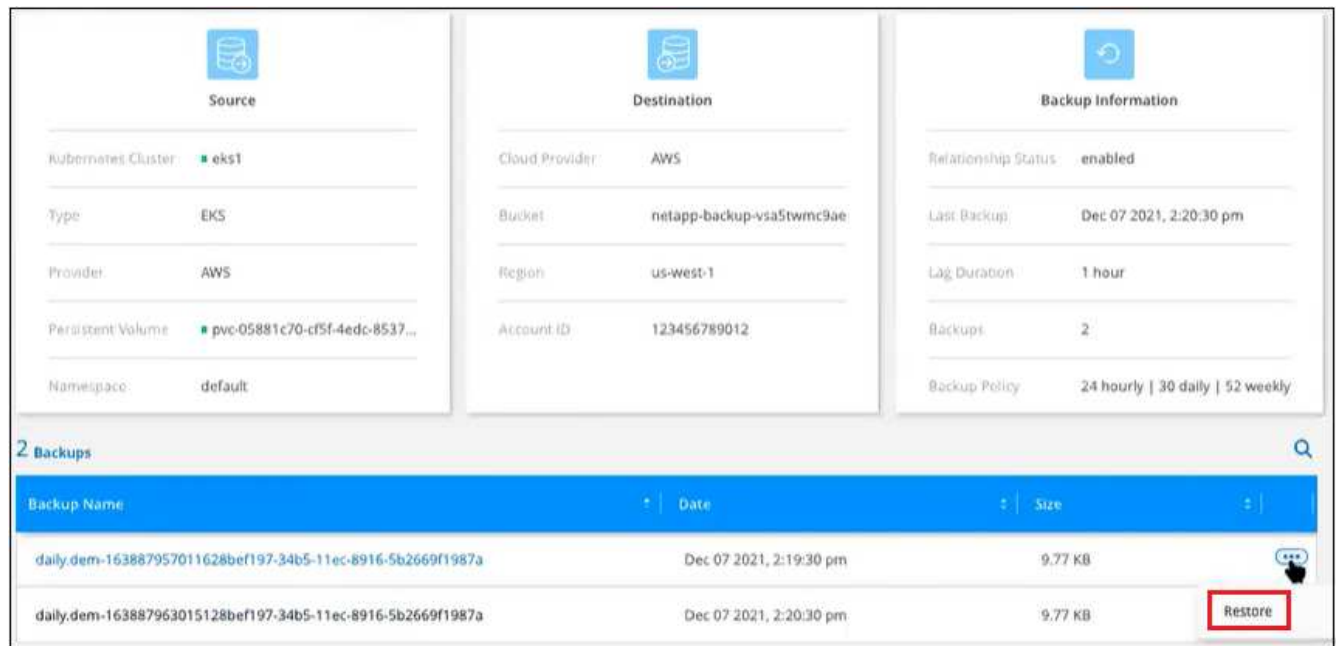 Source
Kubernetes Cluster eks1
Type EKS
Provider AWS
Persistent Volume pvc-05881c70-cf5f-4edc-8537...
Namespace default
Destination
Cloud Provider AWS
Bucket netapp-backup-vsa5twmc9ae
Region us-west-1
Account ID 123456789012
Backup Information
Relationship Status enabled
Last Backup Dec 07 2021, 2:20:30 pm
Lag Duration 1 hour
Backups 2
Backup Policy 24 hourly | 30 daily | 52 weekly
2 Backups
Backup Name Date Size
daily.dem-163887957011628bef197-34b5-11ec-8916-5b2669f1987a Dec 07 2021, 2:19:30 pm 9.77 KB
daily.dem-163887963015128bef197-34b5-11ec-8916-5b2669f1987a Dec 07 2021, 2:20:30 pm 9.77 KB
Restore